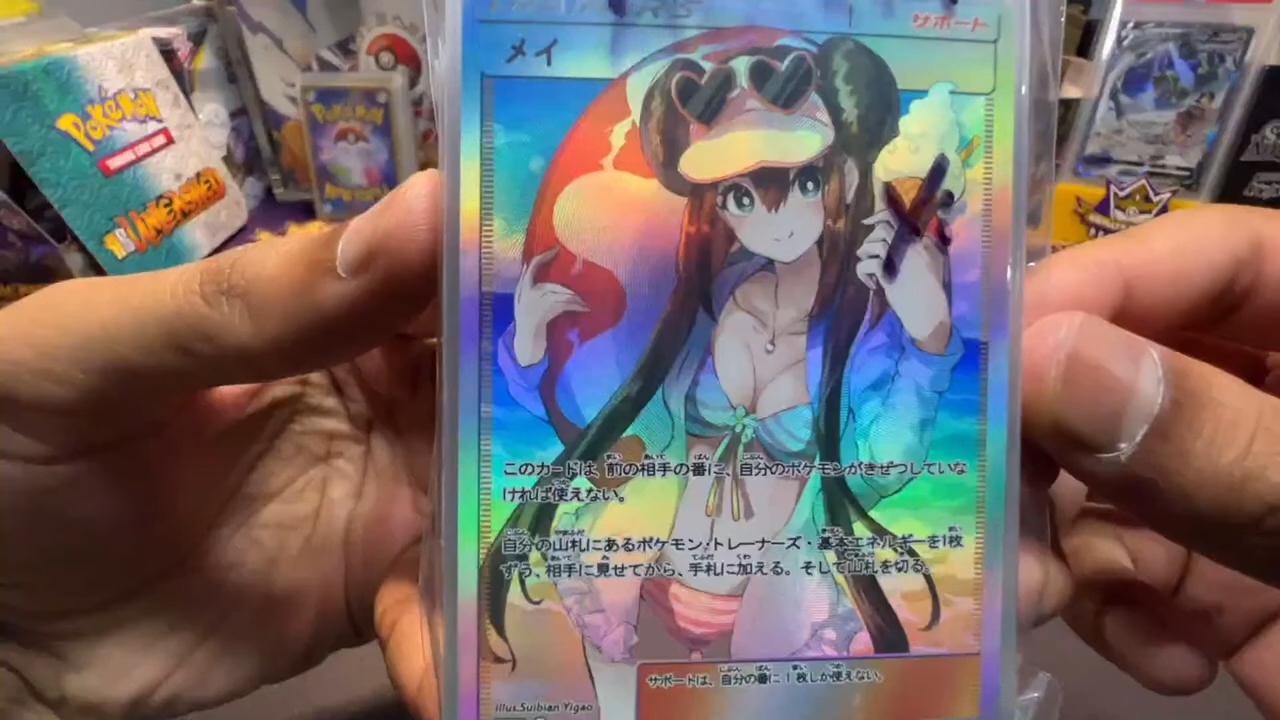 サポート
メイ
Pokémon
UNLEASHED
Pokémon
このカードは、前の相手の番に、自分のポケモンがきぜつしていな
ければ使えない。
自分の山札にあるポケモン・トレーナーズ・基本エネルギーを1枚
ずつ、相手に見せてから、手札に加える。そして山札を切る。
サポートは、自分の番に1枚しか使えない。
illus.Suibian Yigao